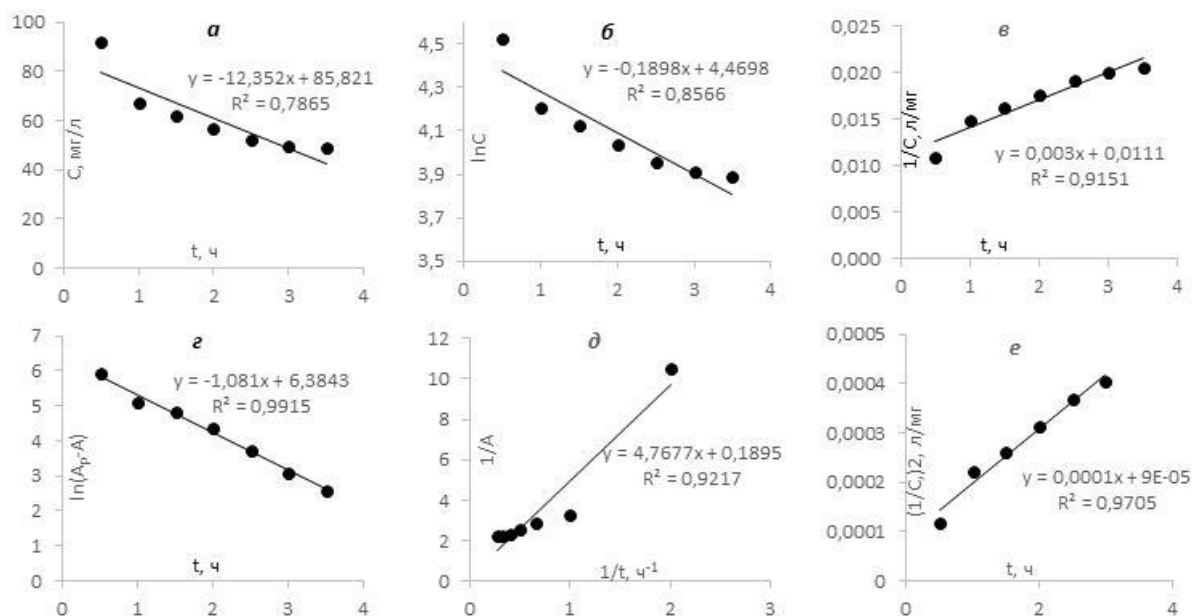 а
100
80
60
40
20
0
C, мг/л
y = -12,352x + 85,821
R² = 0,7865
t, ч
0 1 2 3 4
б
4,5
4,3
4,1
3,9
3,7
3,5
lnC
y = -0,1898x + 4,4698
R² = 0,8566
t, ч
0 1 2 3 4
в
0,025
0,020
0,015
0,010
0,005
0,000
1/C, л/мг
y = 0,003x + 0,0111
R² = 0,9151
t, ч
0 1 2 3 4
г
7
6
5
4
3
2
1
0
ln(Aр-A)
y = -1,081x + 6,3843
R² = 0,9915
t, ч
0 1 2 3 4
д
12
10
8
6
4
2
0
1/A
y = 4,7677x + 0,1895
R² = 0,9217
1/t, ч⁻¹
0 1 2 3
е
0,0005
0,0004
0,0003
0,0002
0,0001
0
(1/C,)2, л/мг
y = 0,0001x + 9E-05
R² = 0,9705
t, ч
0 1 2 3 4